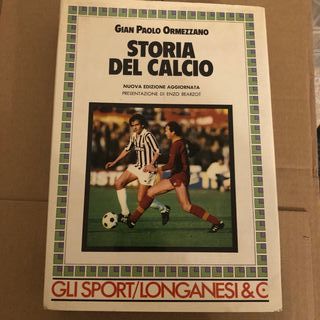 GIAN PAOLO ORMEZZANO
STORIA
DEL CALCIO
NUOVA EDIZIONE AGGIORNATA
PRESENTAZIONE DI ENZO BEARZOT
GLI SPORT/LONGANESI & C.